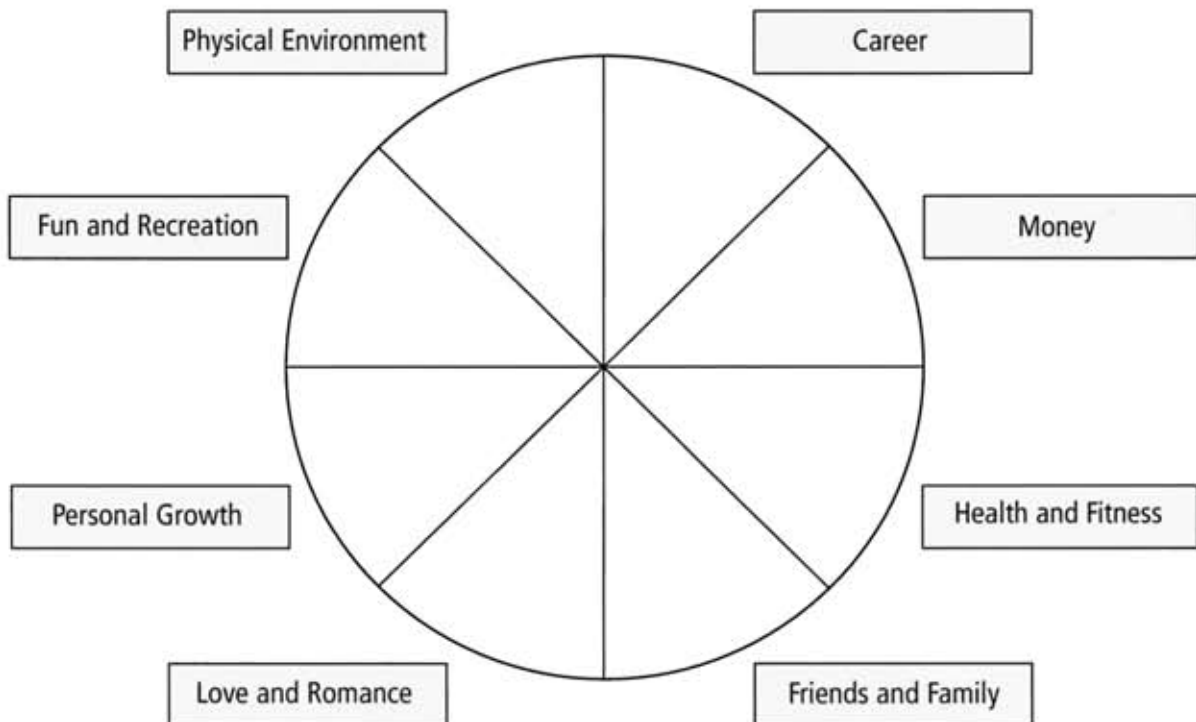 Physical Environment
Career
Fun and Recreation
Money
Personal Growth
Health and Fitness
Love and Romance
Friends and Family